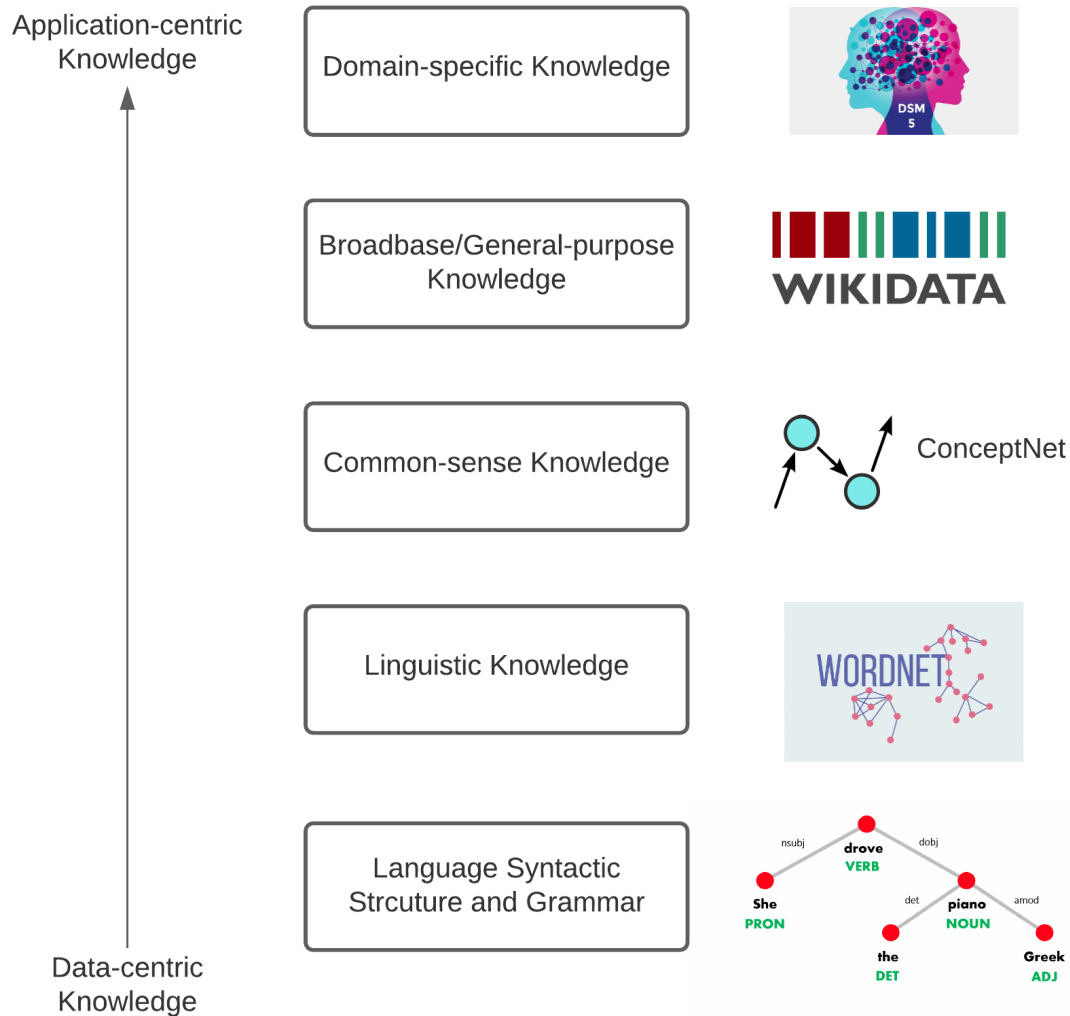 Application-centric
Knowledge
Domain-specific Knowledge
DSM
5
Broadbase/General-purpose
Knowledge
WIKIDATA
Common-sense Knowledge
ConceptNet
Linguistic Knowledge
WORDNET
Language Syntactic
Strcuture and Grammar
nsubj
dobj
drove
VERB
She
PRON
det
amod
piano
NOUN
the
DET
Greek
ADJ
Data-centric
Knowledge